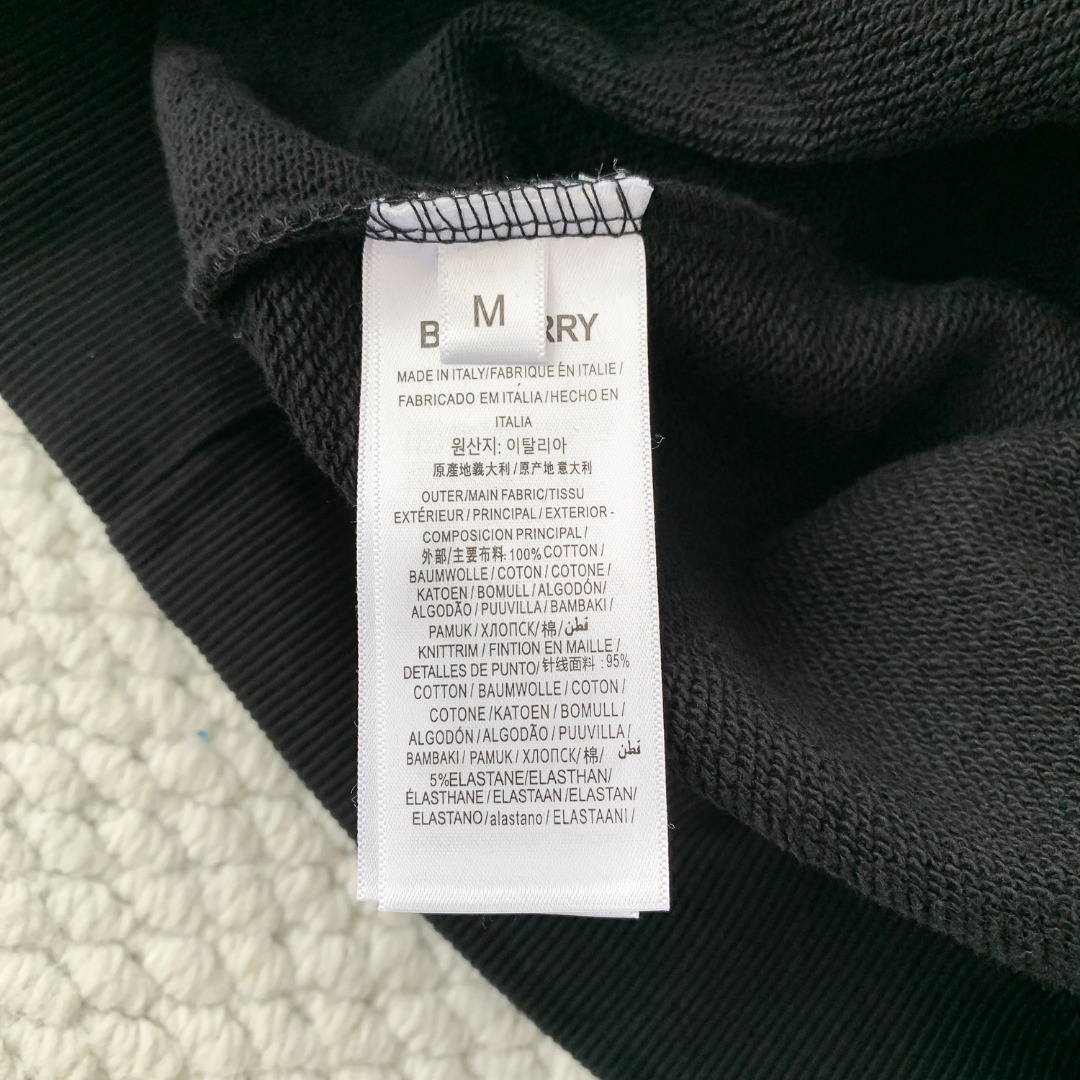 M
B RRY
MADE IN ITALY/FABRIQUE ÉN ITALIE/
FABRICADO EM ITÁLIA/HECHO EN
ITALIA
원산지: 이탈리아
原產地義大利/原产地意大利
OUTER/MAIN FABRIC/TISSU
EXTÉRIEUR/PRINCIPAL/EXTERIOR-
COMPOSICION PRINCIPAL/
外部/主要布料:100% COTTON/
BAUMWOLLE/COTON/COTONE/
KATOEN/BOMULL/ALGODÓN/
ALGODÃO/PUUVILLA/BAMBAKI/
PAMUK/ХЛОПСК/棉/قطن
KNITTRIM/FINTION EN MAILLE/
DETALLES DE PUNTO/针线面料:95%
COTTON/BAUMWOLLE/COTON/
COTONE/KATOEN/BOMULL/
ALGODÓN/ALGODÃO/PUUVILLA/
BAMBAKI/PAMUK/ХЛОПСК/棉/ قطن
5%ELASTANE/ELASTHAN/
ÉLASTHANE/ELASTAAN/ELASTAN/
ELASTANO/alastano/ELASTAANI/